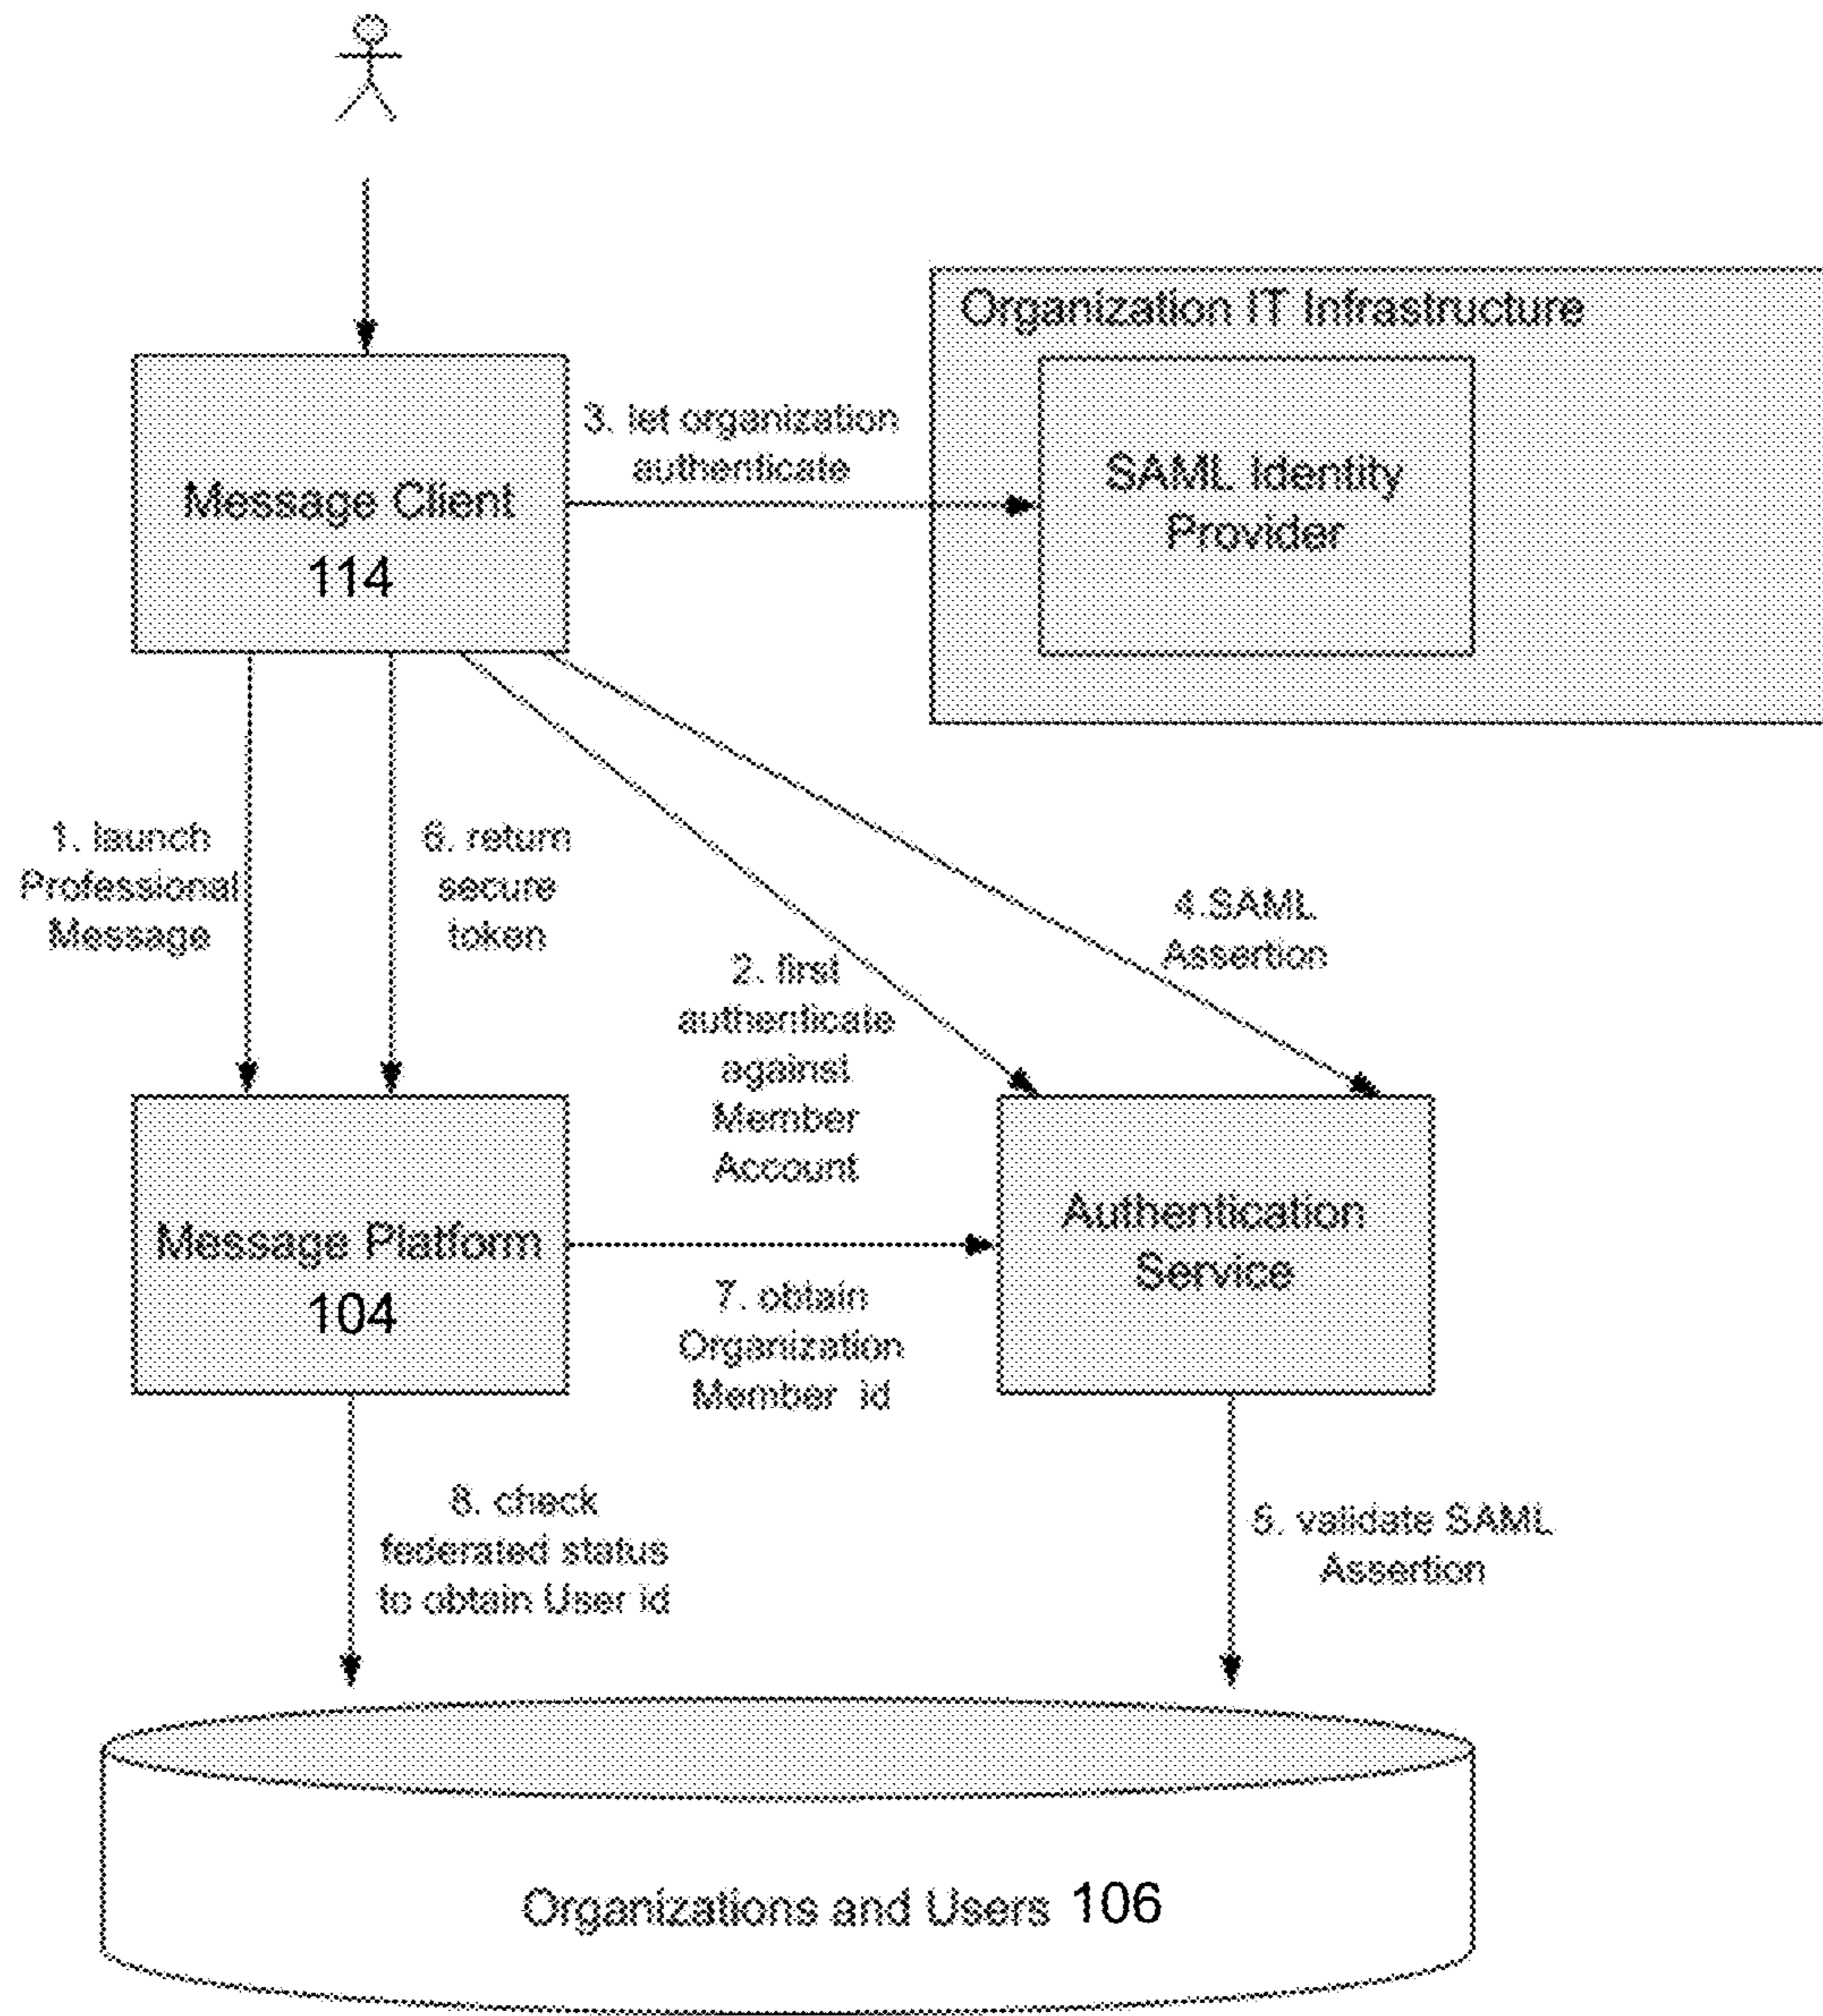 Organization IT Infrastructure
3. let organization
authenticate
SAML Identity
Provider
Message Client
114
1. launch
Professional
Message
6. return
secure
token
4.SAML
Assertion
2. first
authenticate
against
Member
Account
Message Platform
104
Authentication
Service
7. obtain
Organization
Member id
8. check
federated status
to obtain User id
5. validate SAML
Assertion
Organizations and Users 106